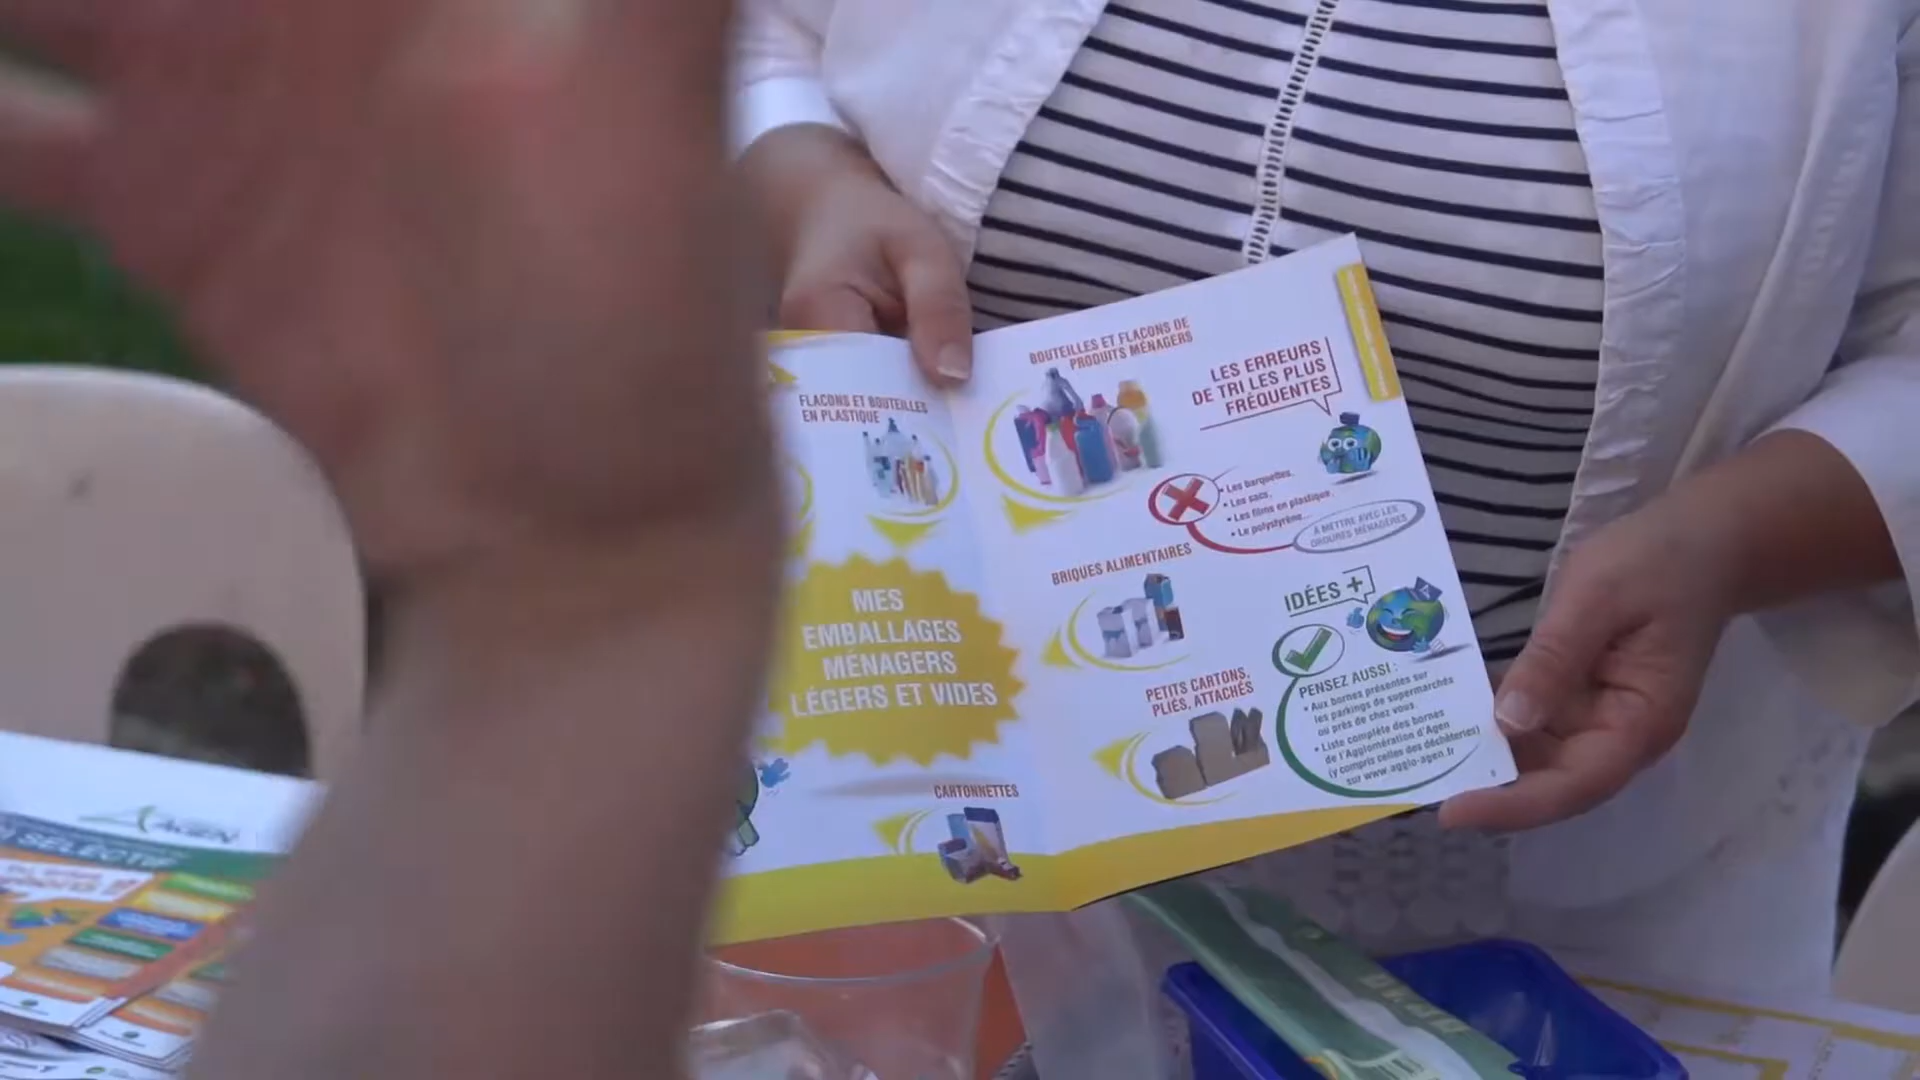 FLACONS ET BOUTEILLES
EN PLASTIQUE
MES
EMBALLAGES
MÉNAGERS
LÉGERS ET VIDES
CARTONNETTES
BOUTEILLES ET FLACONS DE
PRODUITS MÉNAGERS
LES ERREURS
DE TRI LES PLUS
FRÉQUENTES
• Les barquettes,
• Les sacs,
• Les films en plastique,
• Le polystyrène...
À METTRE AVEC LES
ORDURES MÉNAGÈRES
BRIQUES ALIMENTAIRES
IDÉES +
PETITS CARTONS,
PLIÉS, ATTACHÉS
PENSEZ AUSSI :
• Aux bornes présentes sur
les parkings de supermarchés
ou près de chez vous
• Liste complète des bornes
de l'Agglomération d'Agen
(y compris celles des déchèteries)
sur www.agglo-agen.fr
AGEN
SÉLECTIF